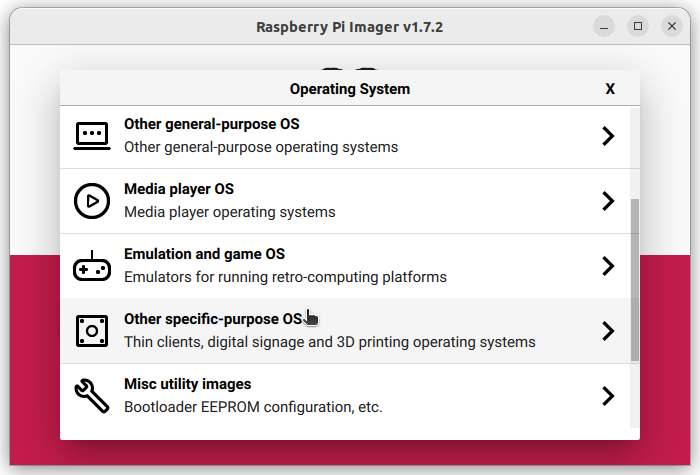 Raspberry Pi Imager v1.7.2
Operating System
X
Other general-purpose OS
Other general-purpose operating systems
Media player OS
Media player operating systems
Emulation and game OS
Emulators for running retro-computing platforms
Other specific-purpose OS
Thin clients, digital signage and 3D printing operating systems
Misc utility images
Bootloader EEPROM configuration, etc.